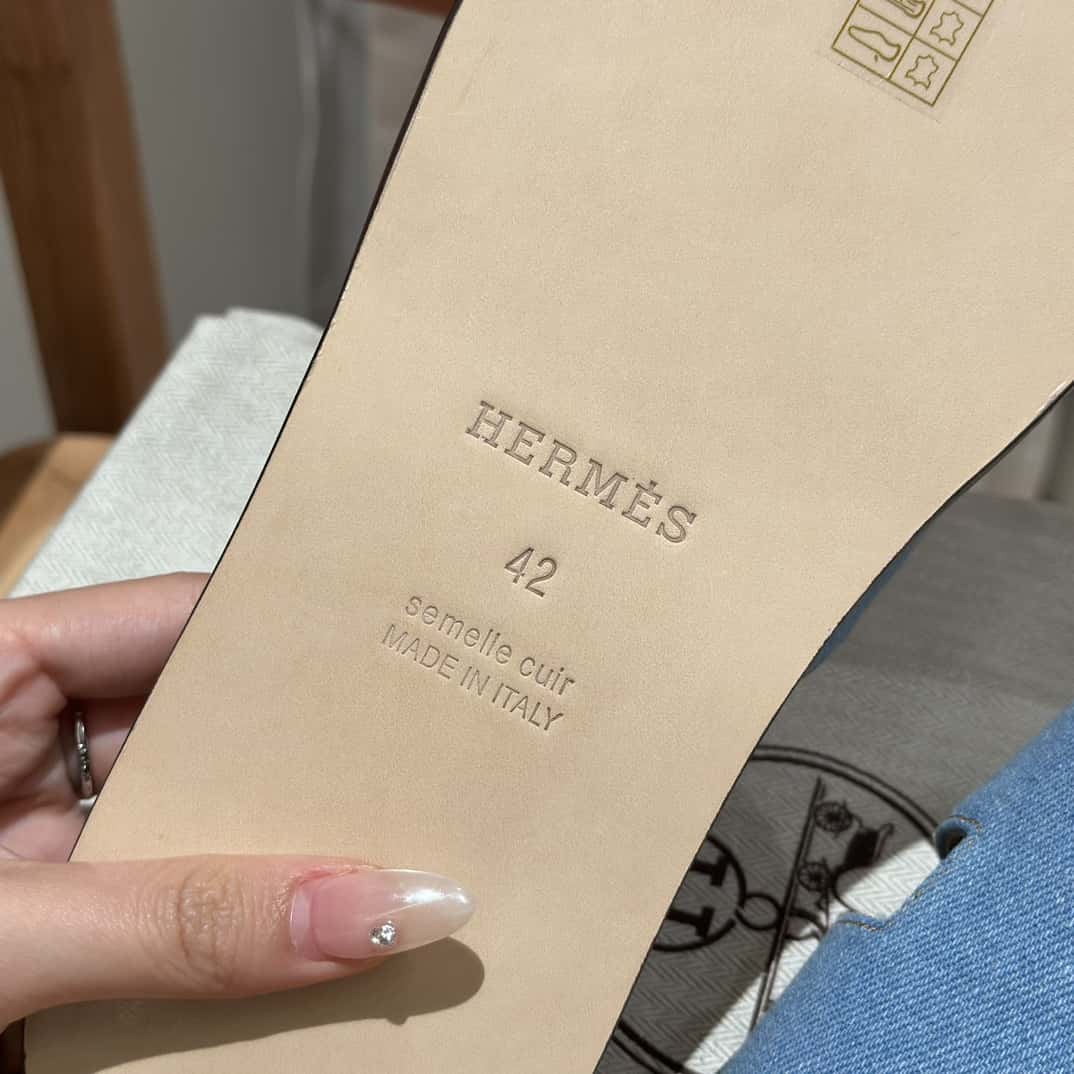 HERMÈS
42
semelle cuir
MADE IN ITALY